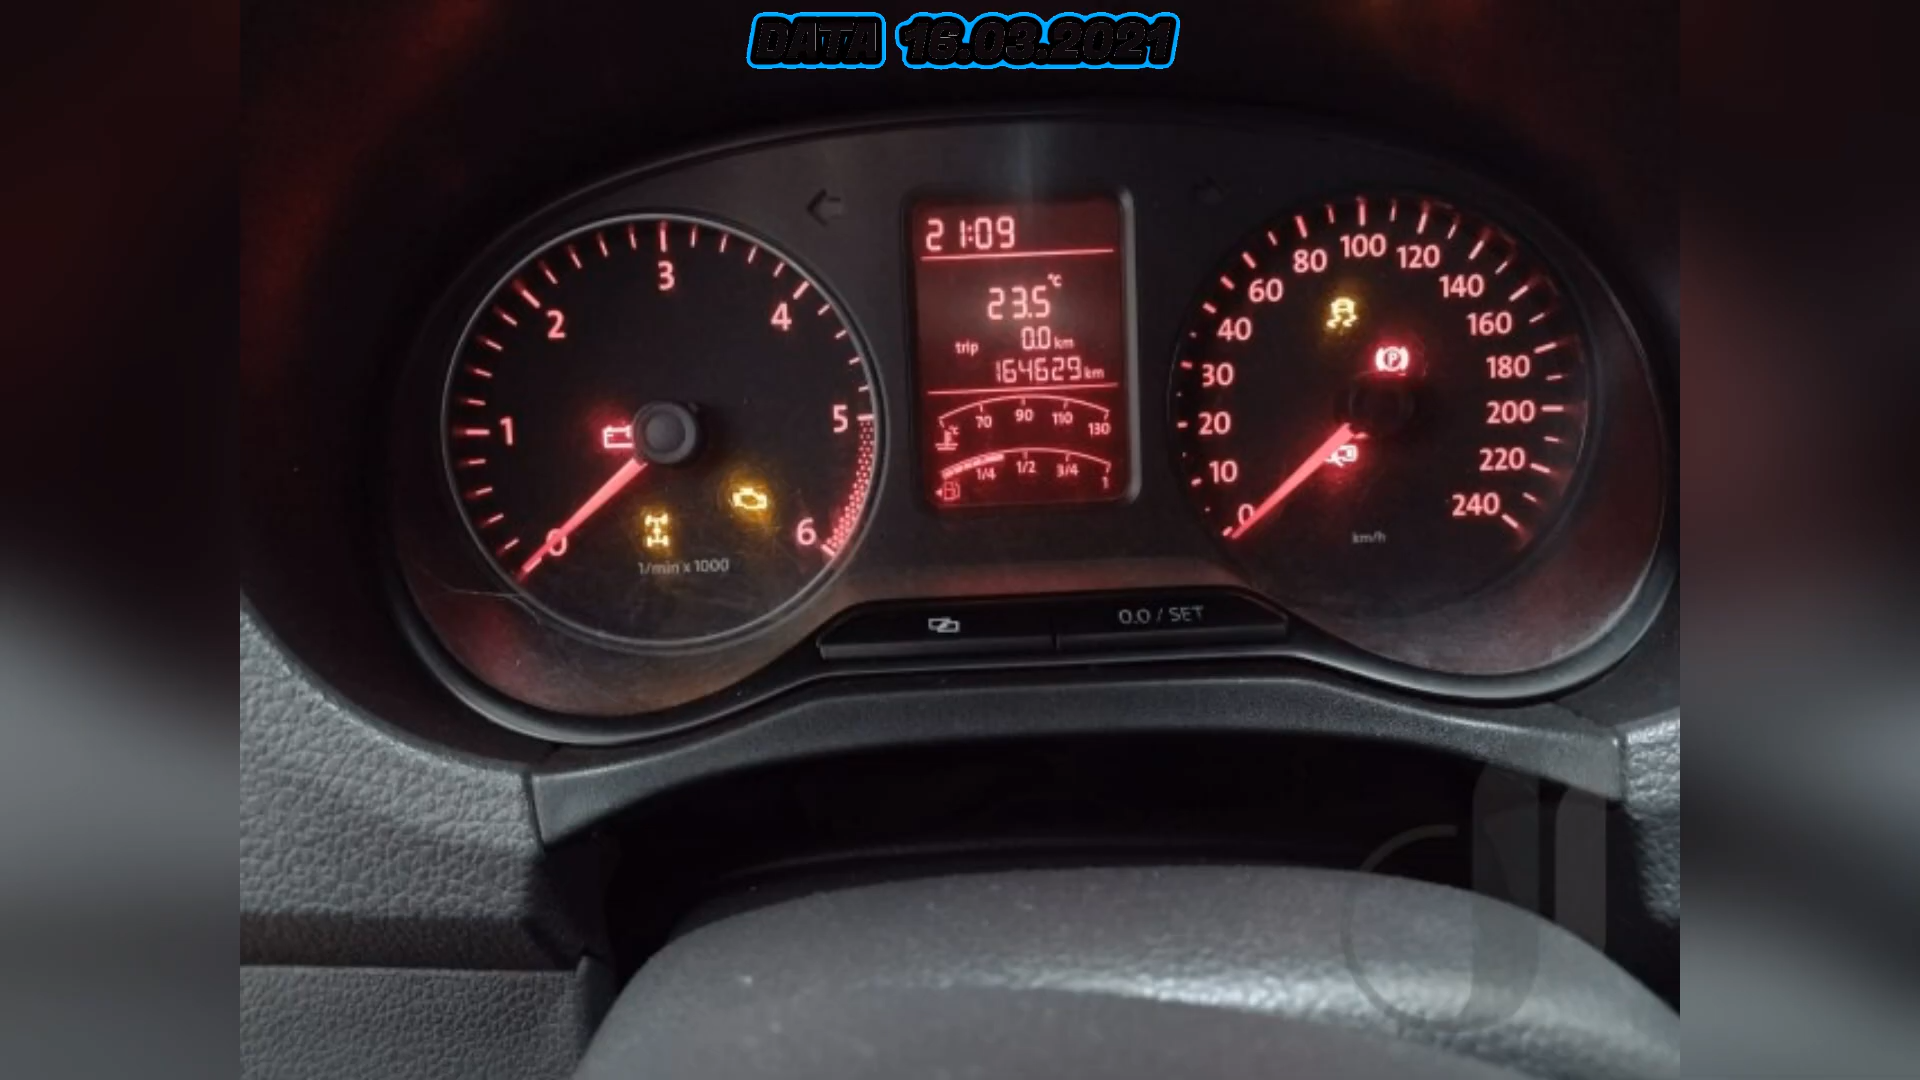 DATA 16.03.2021
21:09
23.5 °C
trip 0.0 km
164629 km
°C 70 90 110 130
1/4 1/2 3/4 1
0 1 2 3 4 5 6
1/min x 1000
0 10 20 30 40 60 80 100 120 140 160 180 200 220 240
P
km/h
0.0 / SET